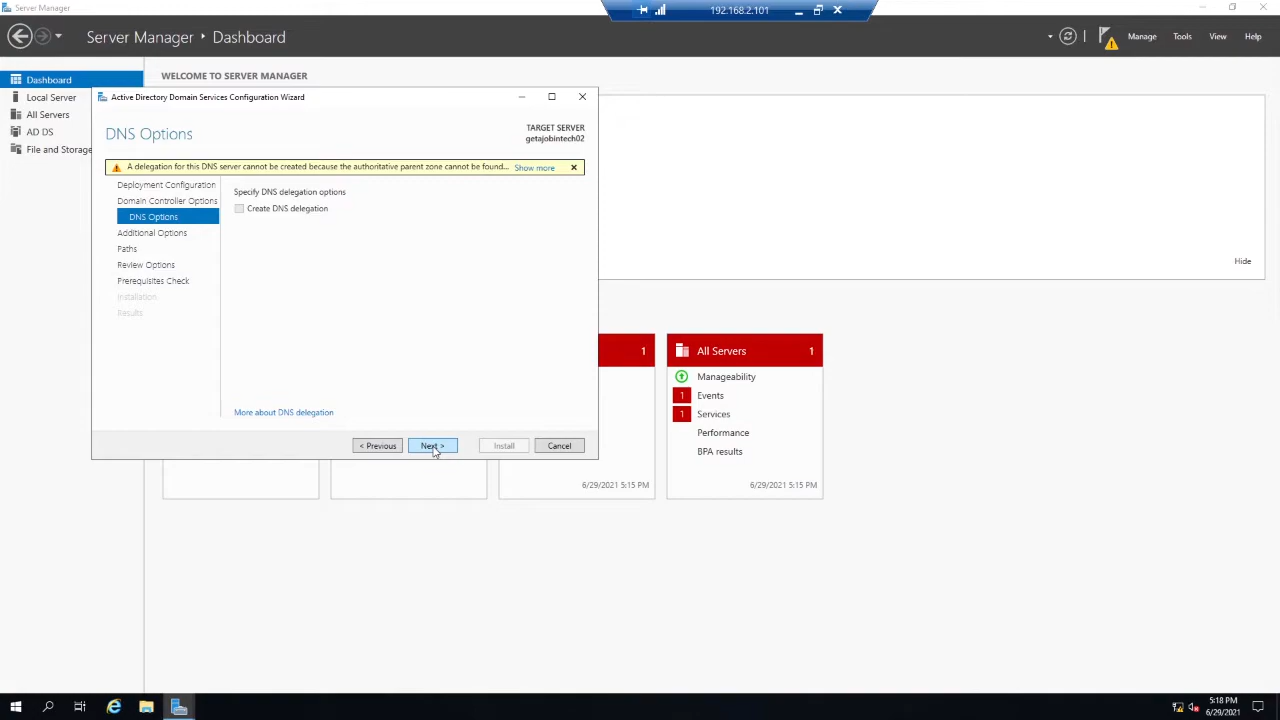 Server Manager
192.168.2.101
Server Manager • Dashboard
Manage Tools View Help
Dashboard
Local Server
All Servers
AD DS
File and Storage
WELCOME TO SERVER MANAGER
Hide
Active Directory Domain Services Configuration Wizard
DNS Options
TARGET SERVER
getajobintech02
A delegation for this DNS server cannot be created because the authoritative parent zone cannot be found... Show more
Deployment Configuration
Domain Controller Options
DNS Options
Additional Options
Paths
Review Options
Prerequisites Check
Installation
Results
Specify DNS delegation options
Create DNS delegation
More about DNS delegation
< Previous Next > Install Cancel
1
6/29/2021 5:15 PM
All Servers 1
Manageability
1 Events
1 Services
Performance
BPA results
6/29/2021 5:15 PM
5:18 PM
6/29/2021